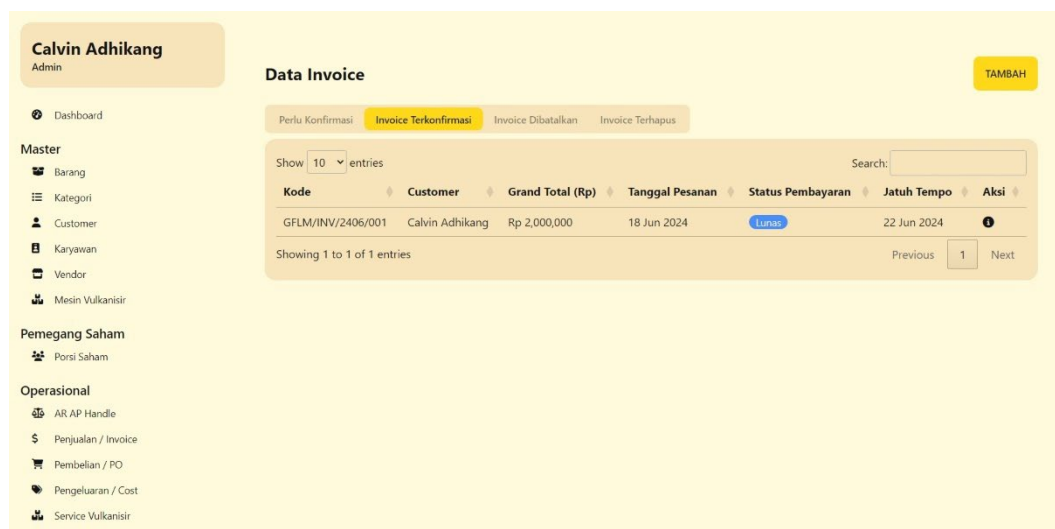 Calvin Adhikang
Admin
Dashboard
Master
Barang
Kategori
Customer
Karyawan
Vendor
Mesin Vulkanisir
Pemegang Saham
Porsi Saham
Operasional
AR AP Handle
Penjualan / Invoice
Pembelian / PO
Pengeluaran / Cost
Service Vulkanisir
Data Invoice
TAMBAH
Perlu Konfirmasi Invoice Terkonfirmasi Invoice Dibatalkan Invoice Terhapus
Show 10 entries Search:
Kode Customer Grand Total (Rp) Tanggal Pesanan Status Pembayaran Jatuh Tempo Aksi
GFLM/INV/2406/001 Calvin Adhikang Rp 2,000,000 18 Jun 2024 Lunas 22 Jun 2024
Showing 1 to 1 of 1 entries Previous 1 Next